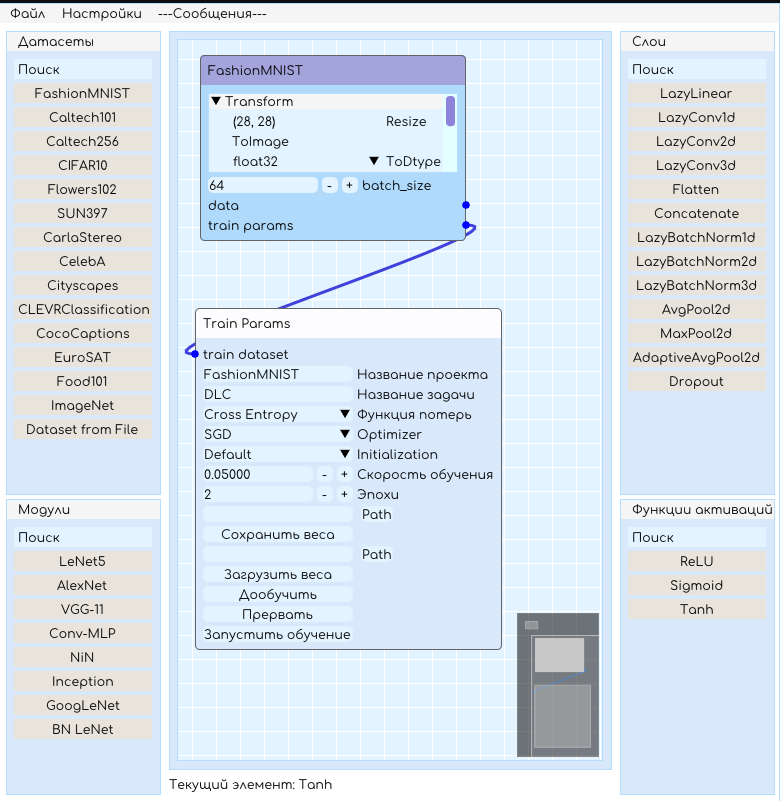 Файл Настройки ---Сообщения---
Датасеты
Поиск
FashionMNIST
Caltech101
Caltech256
CIFAR10
Flowers102
SUN397
CarlaStereo
CelebA
Cityscapes
CLEVRClassification
CocoCaptions
EuroSAT
Food101
ImageNet
Dataset from File
Модули
Поиск
LeNet5
AlexNet
VGG-11
Conv-MLP
NiN
Inception
GoogLeNet
BN LeNet
FashionMNIST
Transform
(28, 28) Resize
ToImage
float32 ToDtype
64 - + batch_size
data
train params
Train Params
train dataset
FashionMNIST Название проекта
DLC Название задачи
Cross Entropy Функция потерь
SGD Optimizer
Default Initialization
0.05000 - + Скорость обучения
2 - + Эпохи
Path
Сохранить веса
Path
Загрузить веса
Дообучить
Прервать
Запустить обучение
Текущий элемент: Tanh
Слои
Поиск
LazyLinear
LazyConv1d
LazyConv2d
LazyConv3d
Flatten
Concatenate
LazyBatchNorm1d
LazyBatchNorm2d
LazyBatchNorm3d
AvgPool2d
MaxPool2d
AdaptiveAvgPool2d
Dropout
Функции активаций
Поиск
ReLU
Sigmoid
Tanh